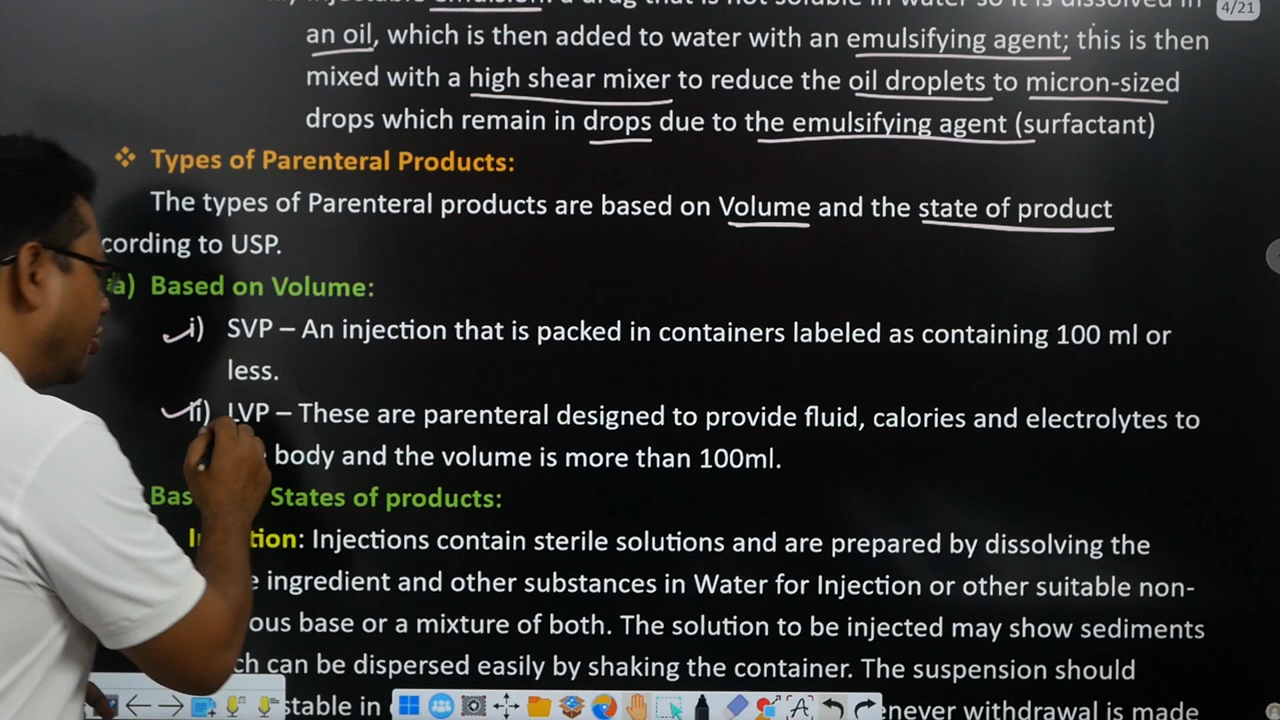 4/21
an oil, which is then added to water with an emulsifying agent; this is then
mixed with a high shear mixer to reduce the oil droplets to micron-sized
drops which remain in drops due to the emulsifying agent (surfactant)
❖ Types of Parenteral Products:
The types of Parenteral products are based on Volume and the state of product
cording to USP.
a) Based on Volume:
i) SVP – An injection that is packed in containers labeled as containing 100 ml or
less.
ii) LVP – These are parenteral designed to provide fluid, calories and electrolytes to
body and the volume is more than 100ml.
States of products:
tion: Injections contain sterile solutions and are prepared by dissolving the
ingredient and other substances in Water for Injection or other suitable non-
ous base or a mixture of both. The solution to be injected may show sediments
ch can be dispersed easily by shaking the container. The suspension should
stable in
enever withdrawal is made